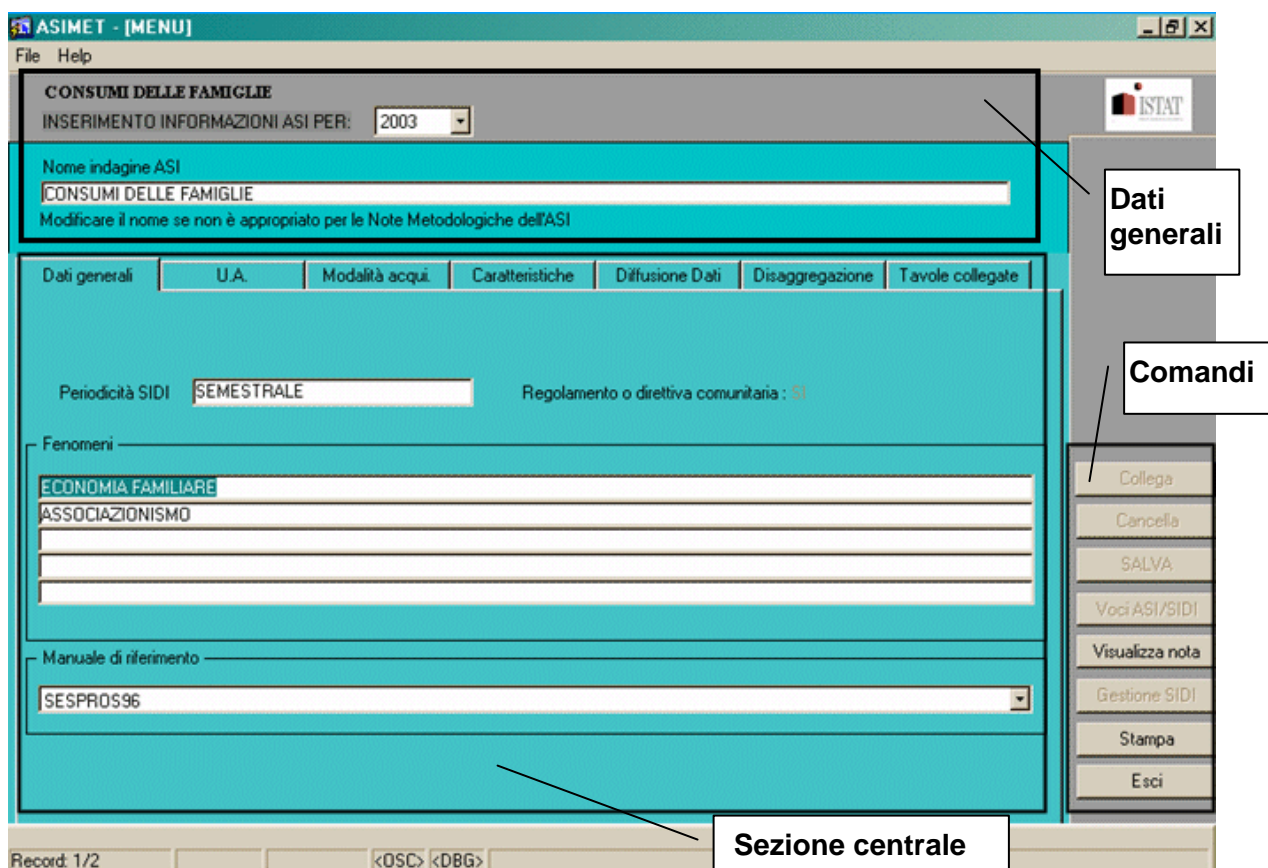 ASIMET - [MENU]
File Help
CONSUMI DELLE FAMIGLIE
INSERIMENTO INFORMAZIONI ASI PER: 2003
ISTAT
Nome indagine ASI
CONSUMI DELLE FAMIGLIE
Modificare il nome se non è appropriato per le Note Metodologiche dell'ASI
Dati
generali
Dati generali U.A. Modalità acqui. Caratteristiche Diffusione Dati Disaggregazione Tavole collegate
Comandi
Periodicità SIDI SEMESTRALE Regolamento o direttiva comunitaria : SI
Fenomeni
ECONOMIA FAMILIARE
ASSOCIAZIONISMO
Manuale di riferimento
SESPROS96
Collega
Cancella
SALVA
Voci ASI/SIDI
Visualizza nota
Gestione SIDI
Stampa
Esci
Sezione centrale
Record: 1/2 <OSC> <DBG>